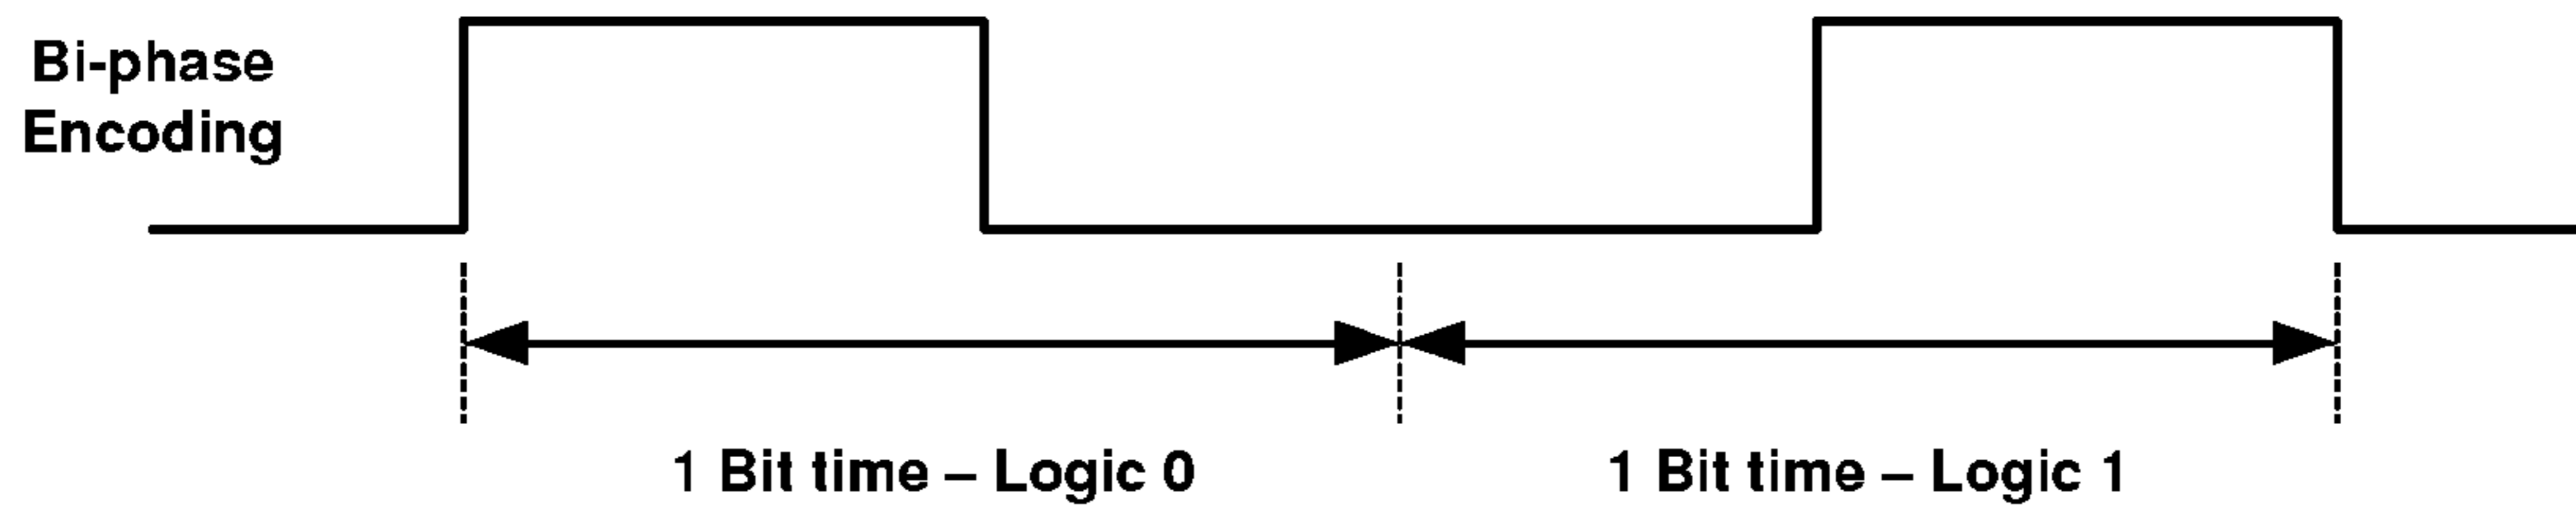 Bi-phase
Encoding
1 Bit time – Logic 0
1 Bit time – Logic 1